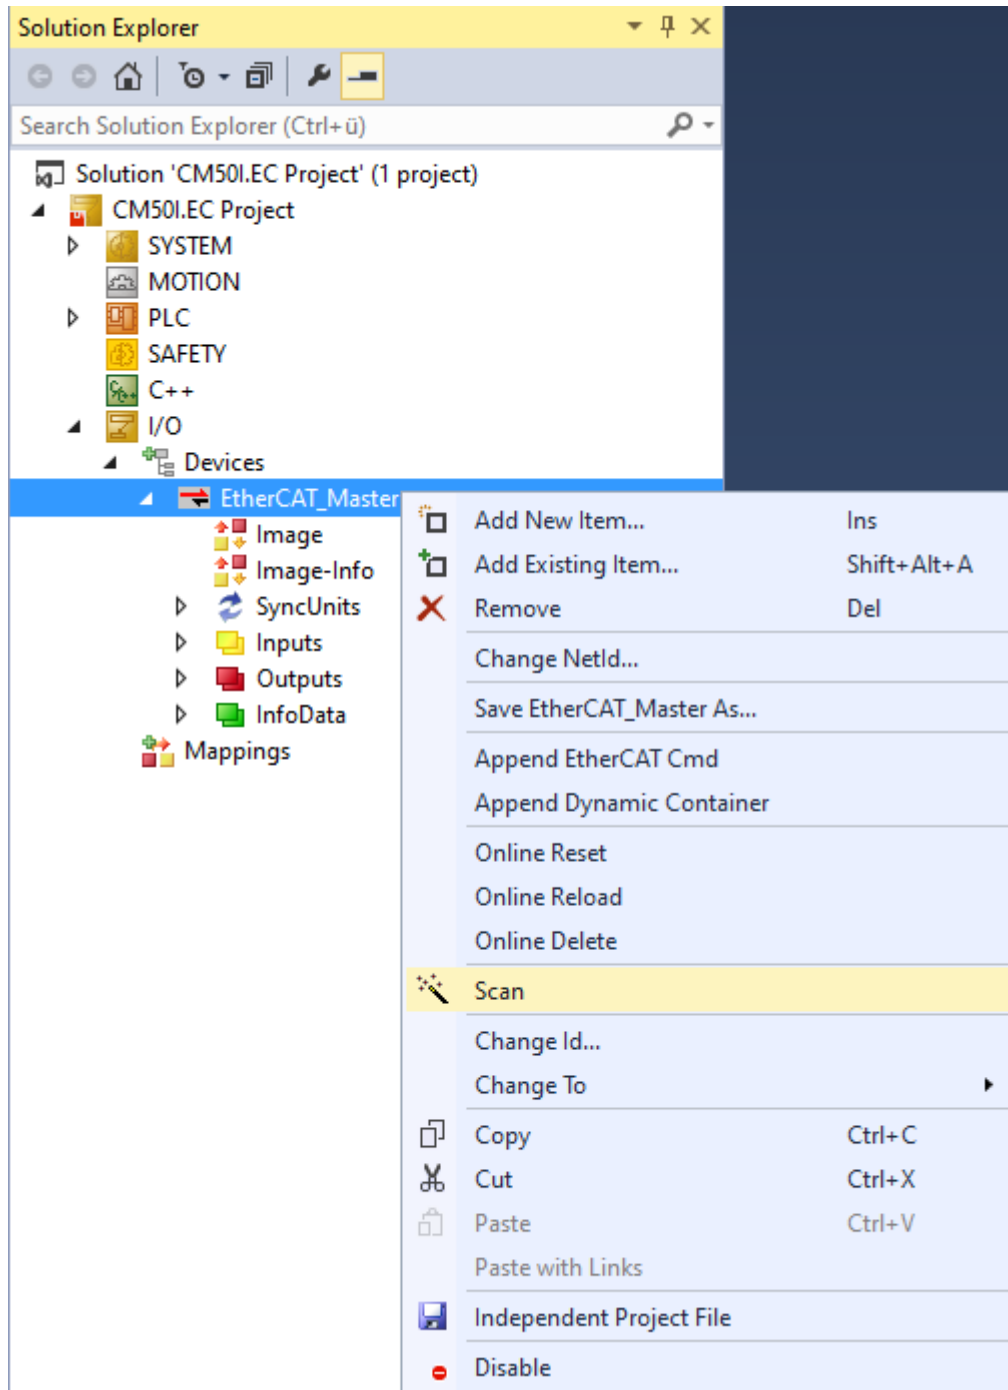 Solution Explorer
Search Solution Explorer (Ctrl+ü)
Solution 'CM50I.EC Project' (1 project)
CM50I.EC Project
SYSTEM
MOTION
PLC
SAFETY
C++
I/O
Devices
EtherCAT_Master
Image
Image-Info
SyncUnits
Inputs
Outputs
InfoData
Mappings
Add New Item... Ins
Add Existing Item... Shift+Alt+A
Remove Del
Change NetId...
Save EtherCAT_Master As...
Append EtherCAT Cmd
Append Dynamic Container
Online Reset
Online Reload
Online Delete
Scan
Change Id...
Change To
Copy Ctrl+C
Cut Ctrl+X
Paste Ctrl+V
Paste with Links
Independent Project File
Disable